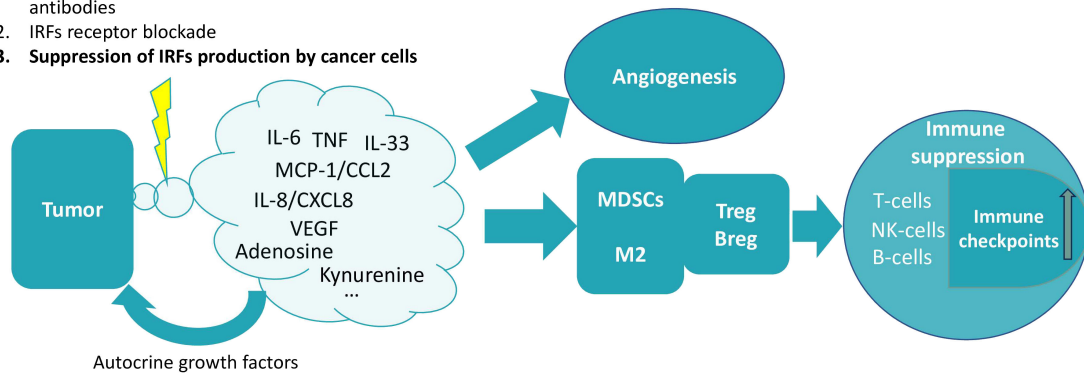 antibodies
2. IRFs receptor blockade
3. Suppression of IRFs production by cancer cells
Angiogenesis
Immune
suppression
IL-6 TNF IL-33
MCP-1/CCL2
IL-8/CXCL8
VEGF
Adenosine
Kynurenine
...
Tumor
MDSCs
M2
Treg
Breg
T-cells
NK-cells
B-cells
Immune
checkpoints
Autocrine growth factors